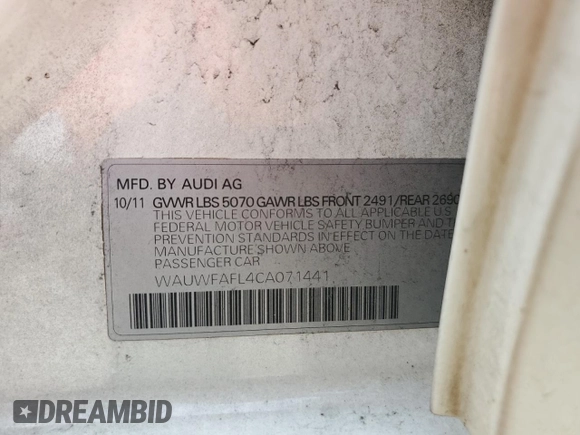 MFD. BY AUDI AG
10/11 GVWR LBS 5070 GAWR LBS FRONT 2491/REAR 2690
THIS VEHICLE CONFORMS TO ALL APPLICABLE U.S
FEDERAL MOTOR VEHICLE SAFETY BUMPER AND T
PREVENTION STANDARDS IN EFFECT ON THE DATE
MANUFACTURE SHOWN ABOVE
PASSENGER CAR
WAUWFAFL4CA071441
DREAMBID